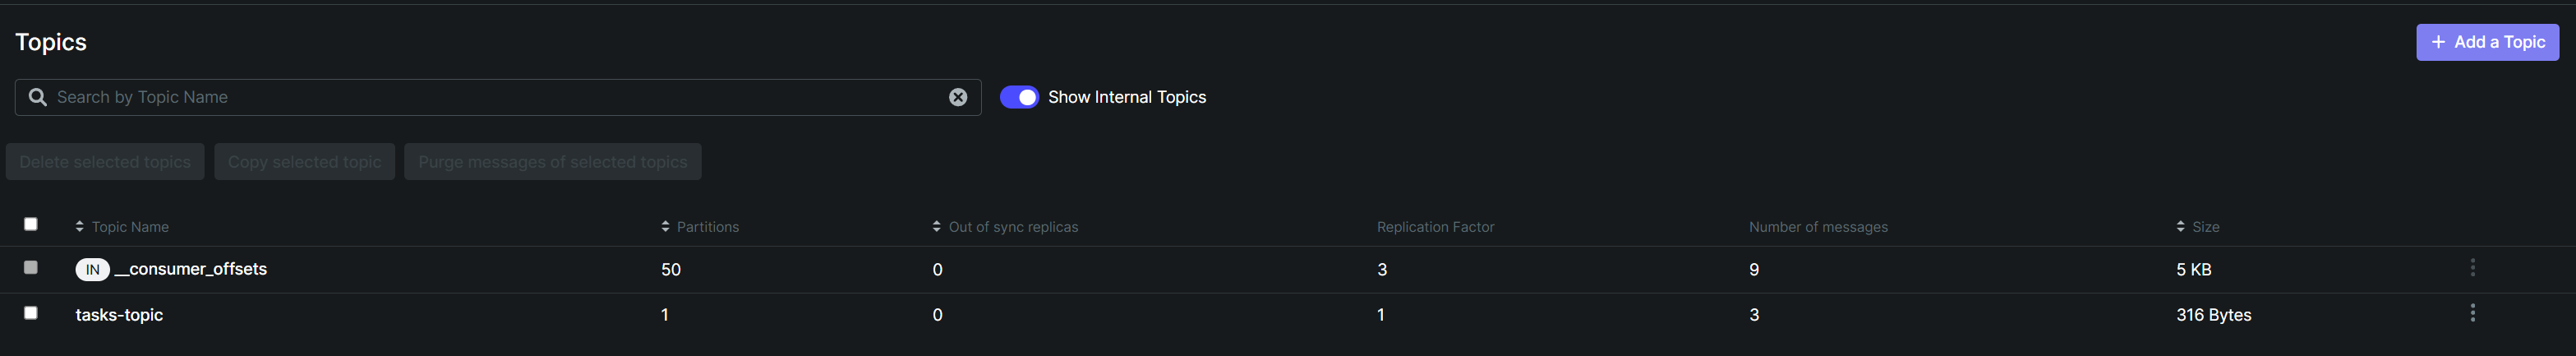 Topics
+ Add a Topic
Search by Topic Name
Show Internal Topics
Delete selected topics Copy selected topic Purge messages of selected topics
Topic Name Partitions Out of sync replicas Replication Factor Number of messages Size
IN __consumer_offsets 50 0 3 9 5 KB
tasks-topic 1 0 1 3 316 Bytes